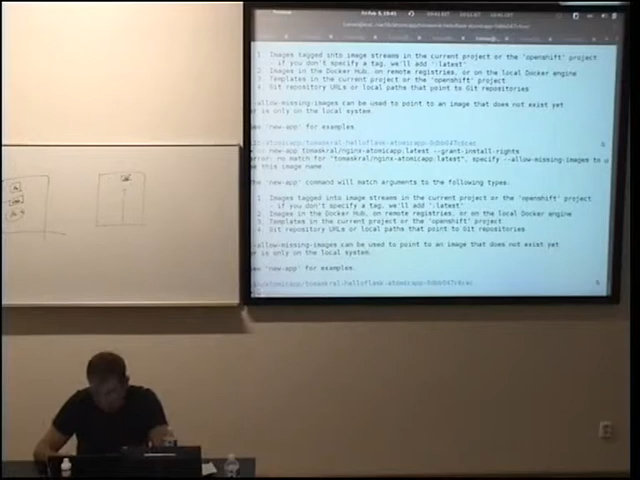 1. Images tagged into image streams in the current project or the 'openshift' project
- if you don't specify a tag, we'll add ':latest'
2. Images in the Docker Hub, on remote registries, or on the local Docker engine
3. Templates in the current project or the 'openshift' project
4. Git repository URLs or local paths that point to Git repositories
-allow-missing-images can be used to point to an image that does not exist yet
r is only on the local system.
'new-app' for examples
new-app tomaskral/nginx-atomicapp:latest --grant-install-rights
error: no match for "tomaskral/nginx-atomicapp:latest", specify --allow-missing-images to
this image name.
he 'new-app' command will match arguments to the following types:
1. Images tagged into image streams in the current project or the 'openshift' project
- if you don't specify a tag, we'll add ':latest'
2. Images in the Docker Hub, on remote registries, or on the local Docker engine
3. Templates in the current project or the 'openshift' project
4. Git repository URLs or local paths that point to Git repositories
-allow-missing-images can be used to point to an image that does not exist yet
r is only on the local system.
'new-app' for examples.